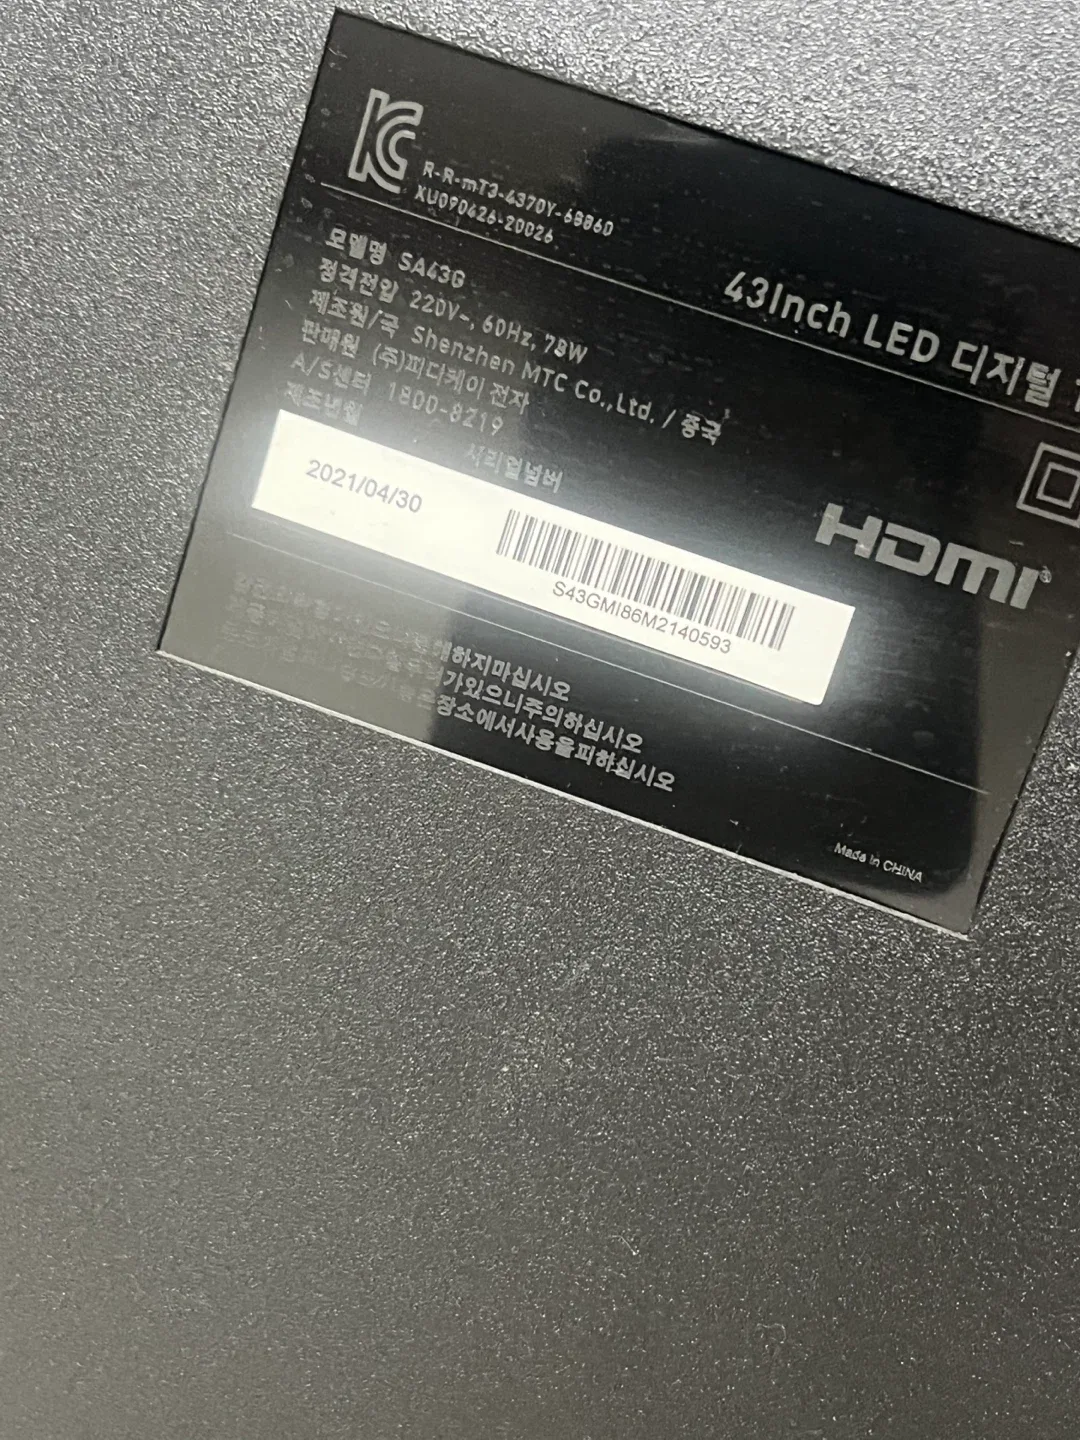 KC
R-R-mT3-4370Y-68860
XU090426-20026
43Inch LED 디지털
모델명 SA43G
정격전압 220V~, 60Hz, 78W
제조원/국 Shenzhen MTC Co.,Ltd. / 중국
판매원 (주)피디케이 전자
A/S센터 1800-8219
제조년월 시리얼넘버
2021/04/30
S43GMI86M2140593
HDMI
하지마십시오
가있으니주의하십시오
장소에서사용을피하십시오
Made in CHINA